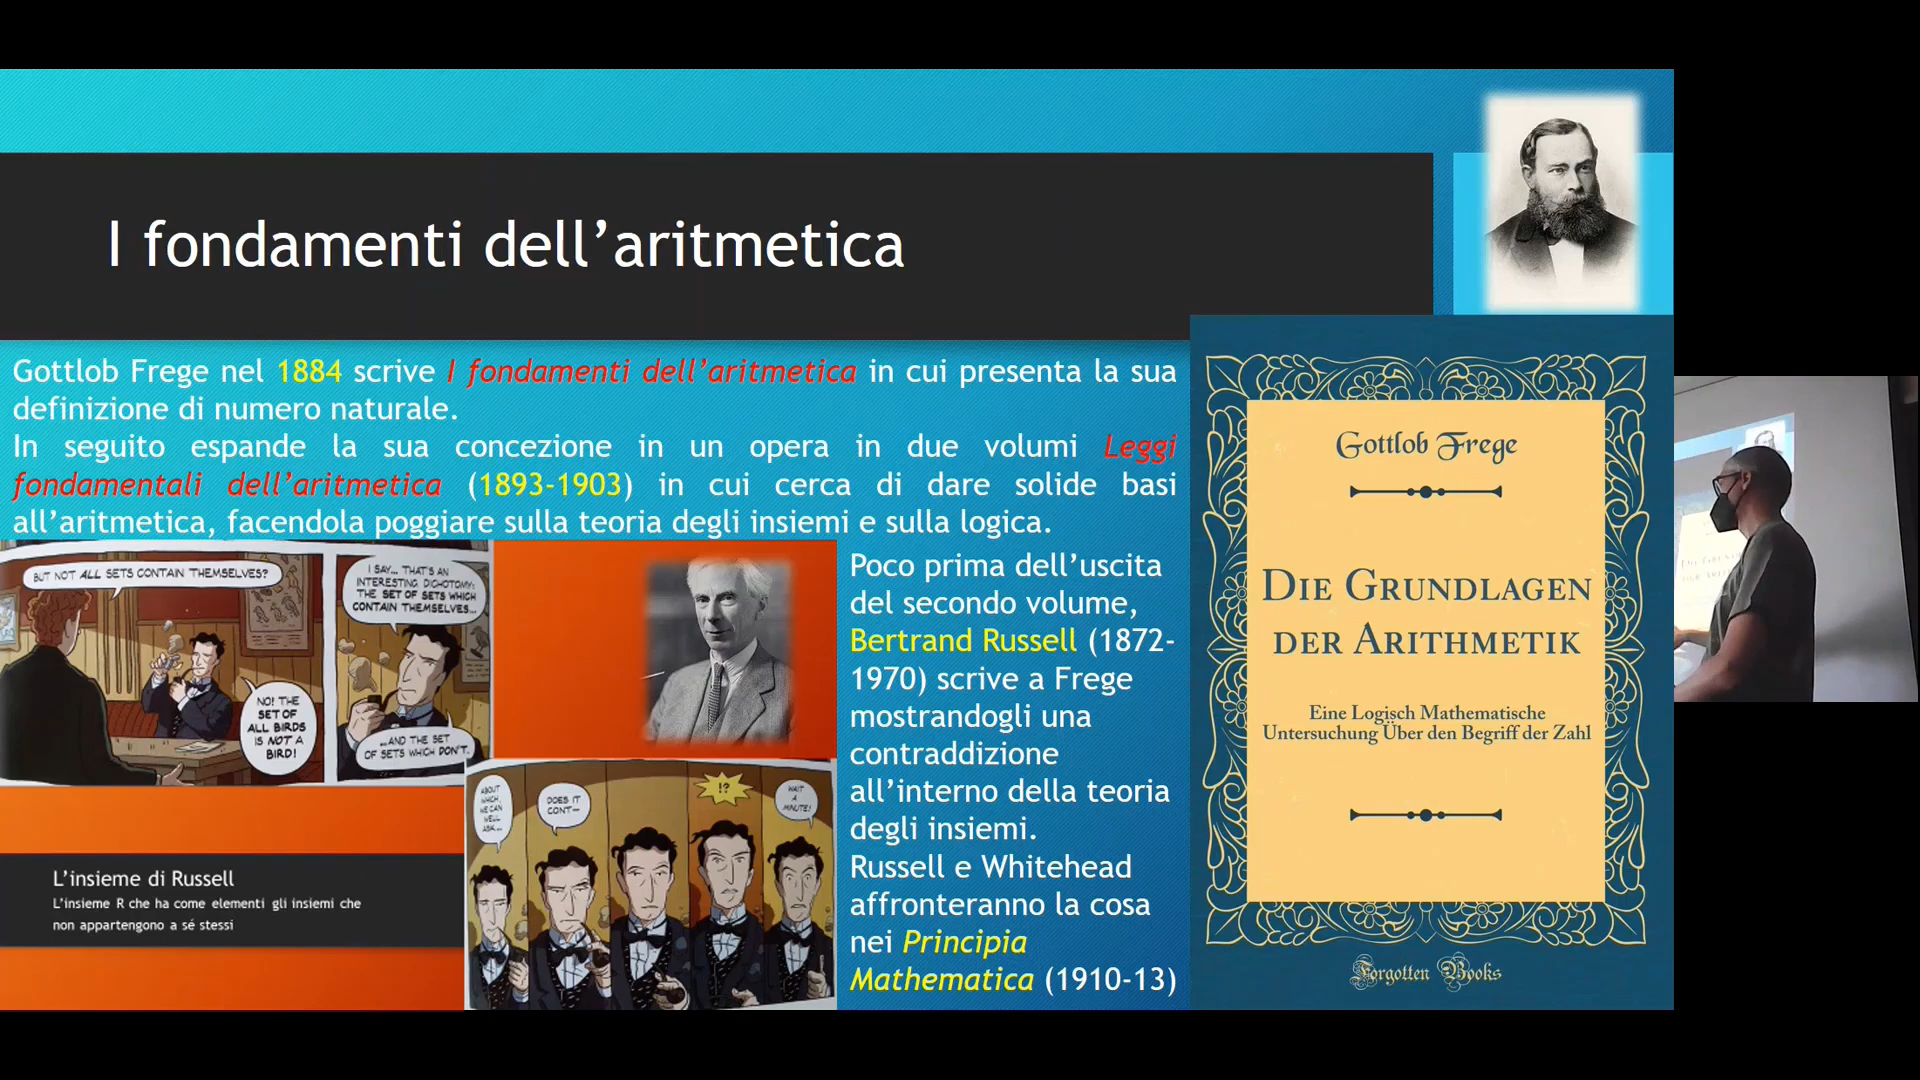 I fondamenti dell’aritmetica
Gottlob Frege nel 1884 scrive I fondamenti dell’aritmetica in cui presenta la sua
definizione di numero naturale.
In seguito espande la sua concezione in un opera in due volumi Leggi
fondamentali dell’aritmetica (1893-1903) in cui cerca di dare solide basi
all’aritmetica, facendola poggiare sulla teoria degli insiemi e sulla logica.
BUT NOT ALL SETS CONTAIN THEMSELVES?
NO! THE
SET OF
ALL BIRDS
IS NOT A
BIRD!
I SAY... THAT'S AN
INTERESTING DICHOTOMY:
THE SET OF SETS WHICH
CONTAIN THEMSELVES...
...AND THE SET
OF SETS WHICH DON'T.
ABOUT
WHICH,
WE CAN
WELL
ASK...
DOES IT
CONT—
!?
WAIT
A
MINUTE!
L’insieme di Russell
L’insieme R che ha come elementi gli insiemi che
non appartengono a sé stessi
Poco prima dell’uscita
del secondo volume,
Bertrand Russell (1872-
1970) scrive a Frege
mostrandogli una
contraddizione
all’interno della teoria
degli insiemi.
Russell e Whitehead
affronteranno la cosa
nei Principia
Mathematica (1910-13)
Gottlob Frege
DIE GRUNDLAGEN
DER ARITHMETIK
Eine Logisch Mathematische
Untersuchung Über den Begriff der Zahl
Forgotten Books